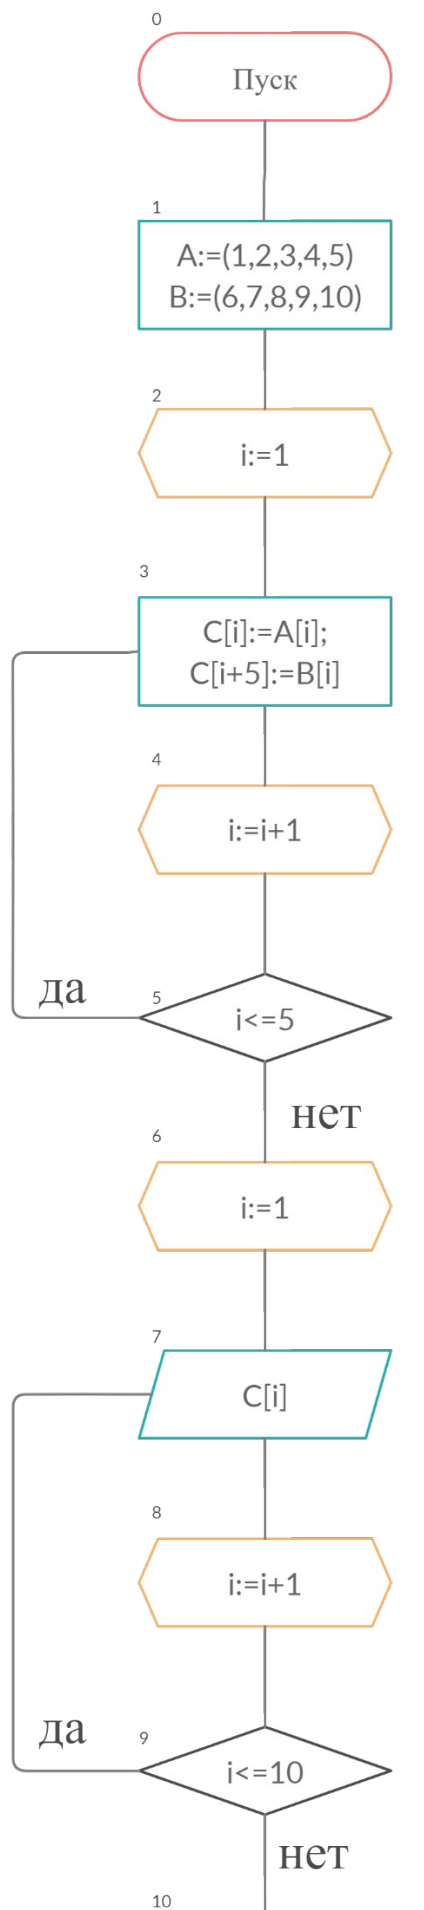 0
Пуск
1
A:=(1,2,3,4,5)
B:=(6,7,8,9,10)
2
i:=1
3
C[i]:=A[i];
C[i+5]:=B[i]
4
i:=i+1
да
5
i<=5
нет
6
i:=1
7
C[i]
8
i:=i+1
да
9
i<=10
нет
10